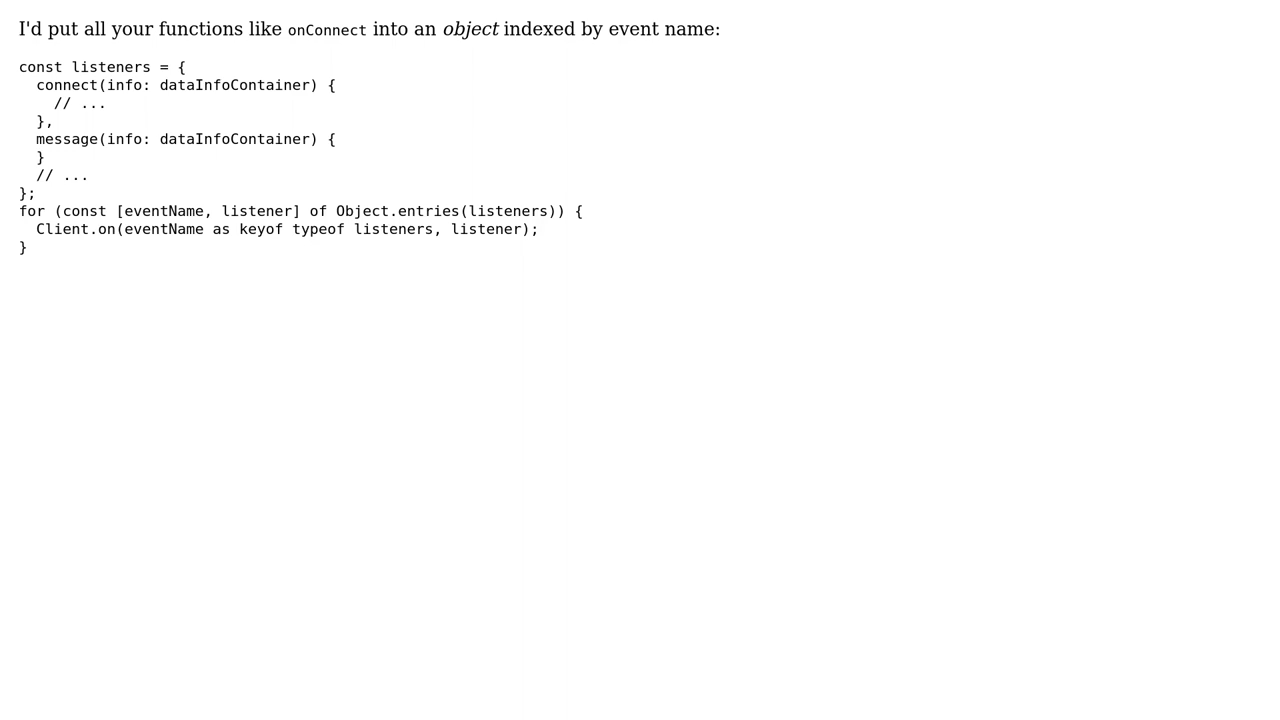 I'd put all your functions like onConnect into an object indexed by event name:
const listeners = {
  connect(info: dataInfoContainer) {
    // ...
  },
  message(info: dataInfoContainer) {
  }
  // ...
};
for (const [eventName, listener] of Object.entries(listeners)) {
  Client.on(eventName as keyof typeof listeners, listener);
}